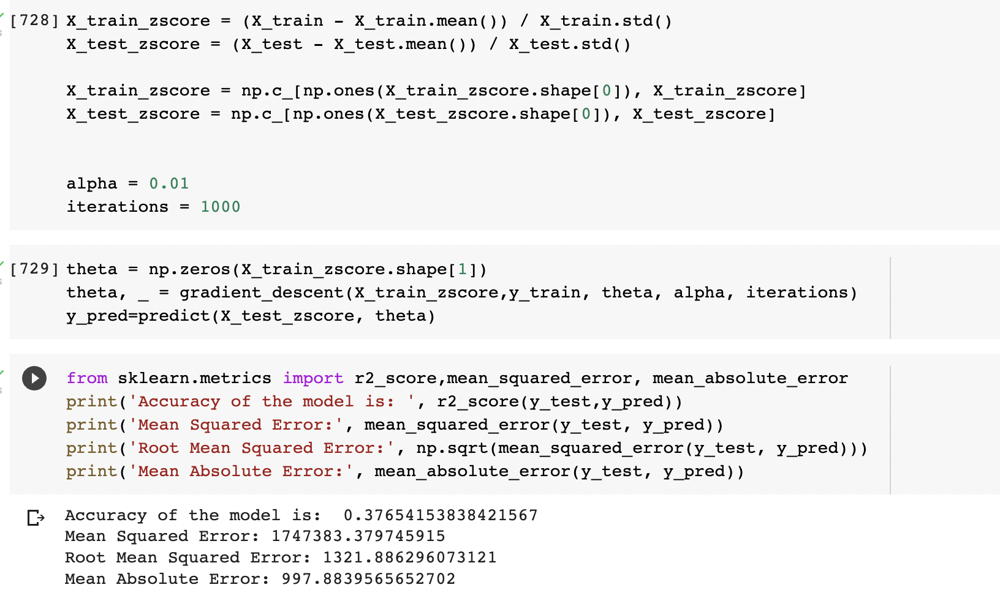 [728] X_train_zscore = (X_train - X_train.mean()) / X_train.std()
X_test_zscore = (X_test - X_test.mean()) / X_test.std()
X_train_zscore = np.c_[np.ones(X_train_zscore.shape[0]), X_train_zscore]
X_test_zscore = np.c_[np.ones(X_test_zscore.shape[0]), X_test_zscore]
alpha = 0.01
iterations = 1000
[729] theta = np.zeros(X_train_zscore.shape[1])
theta, _ = gradient_descent(X_train_zscore,y_train, theta, alpha, iterations)
y_pred=predict(X_test_zscore, theta)
from sklearn.metrics import r2_score,mean_squared_error, mean_absolute_error
print('Accuracy of the model is: ', r2_score(y_test,y_pred))
print('Mean Squared Error:', mean_squared_error(y_test, y_pred))
print('Root Mean Squared Error:', np.sqrt(mean_squared_error(y_test, y_pred)))
print('Mean Absolute Error:', mean_absolute_error(y_test, y_pred))
Accuracy of the model is:  0.37654153838421567
Mean Squared Error: 1747383.379745915
Root Mean Squared Error: 1321.886296073121
Mean Absolute Error: 997.8839565652702